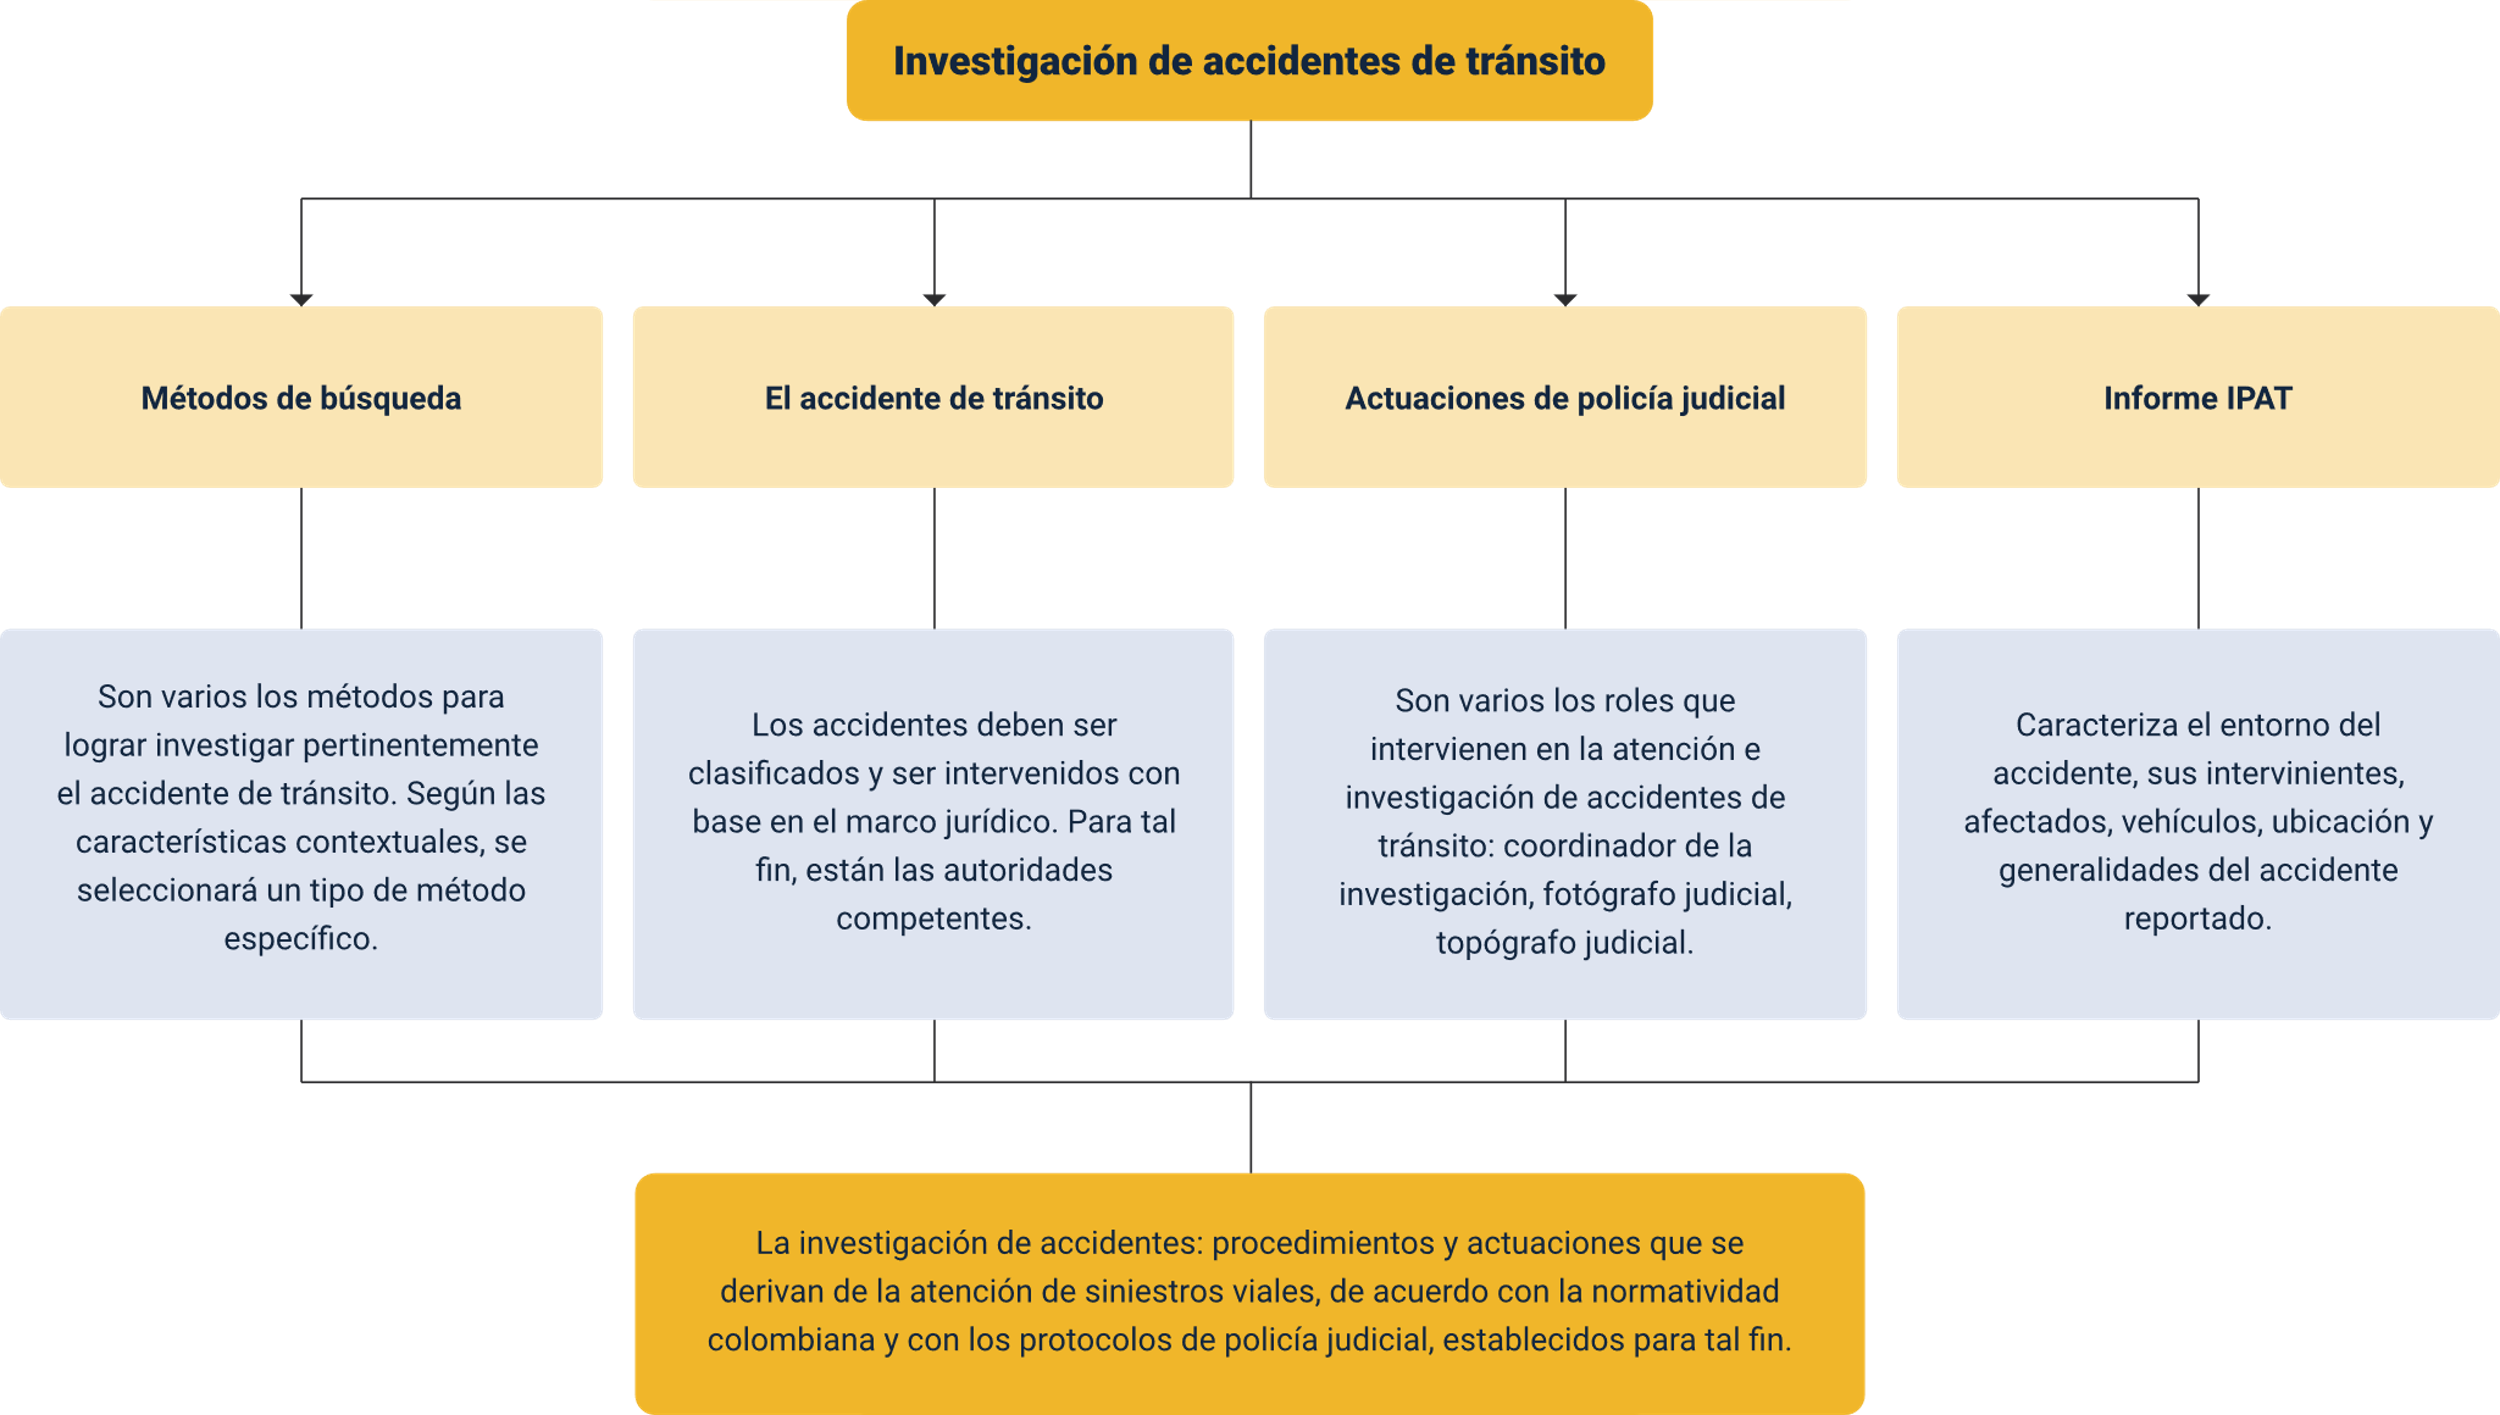 Investigación de accidentes de tránsito
Métodos de búsqueda
El accidente de tránsito
Actuaciones de policía judicial
Informe IPAT
Son varios los métodos para
lograr investigar pertinentemente
el accidente de tránsito. Según las
características contextuales, se
seleccionará un tipo de método
específico.
Los accidentes deben ser
clasificados y ser intervenidos con
base en el marco jurídico. Para tal
fin, están las autoridades
competentes.
Son varios los roles que
intervienen en la atención e
investigación de accidentes de
tránsito: coordinador de la
investigación, fotógrafo judicial,
topógrafo judicial.
Caracteriza el entorno del
accidente, sus intervinientes,
afectados, vehículos, ubicación y
generalidades del accidente
reportado.
La investigación de accidentes: procedimientos y actuaciones que se
derivan de la atención de siniestros viales, de acuerdo con la normatividad
colombiana y con los protocolos de policía judicial, establecidos para tal fin.